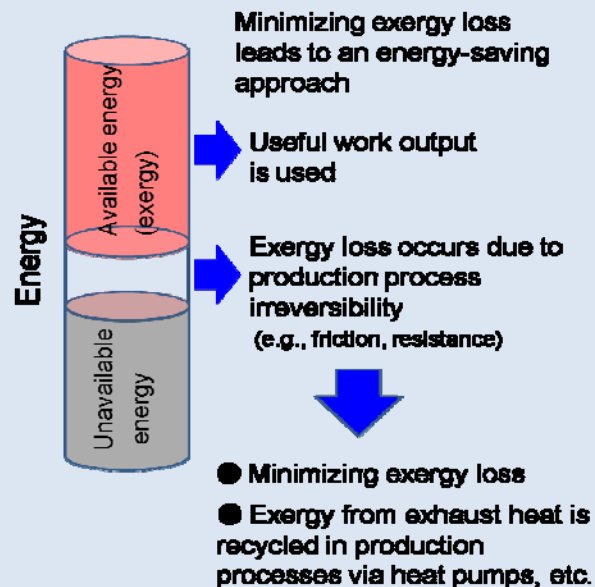 Minimizing exergy loss
leads to an energy-saving
approach
Available energy
(exergy)
Useful work output
is used
Energy
Exergy loss occurs due to
production process
irreversibility
(e.g., friction, resistance)
Unavailable
energy
● Minimizing exergy loss
● Exergy from exhaust heat is
recycled in production
processes via heat pumps, etc.